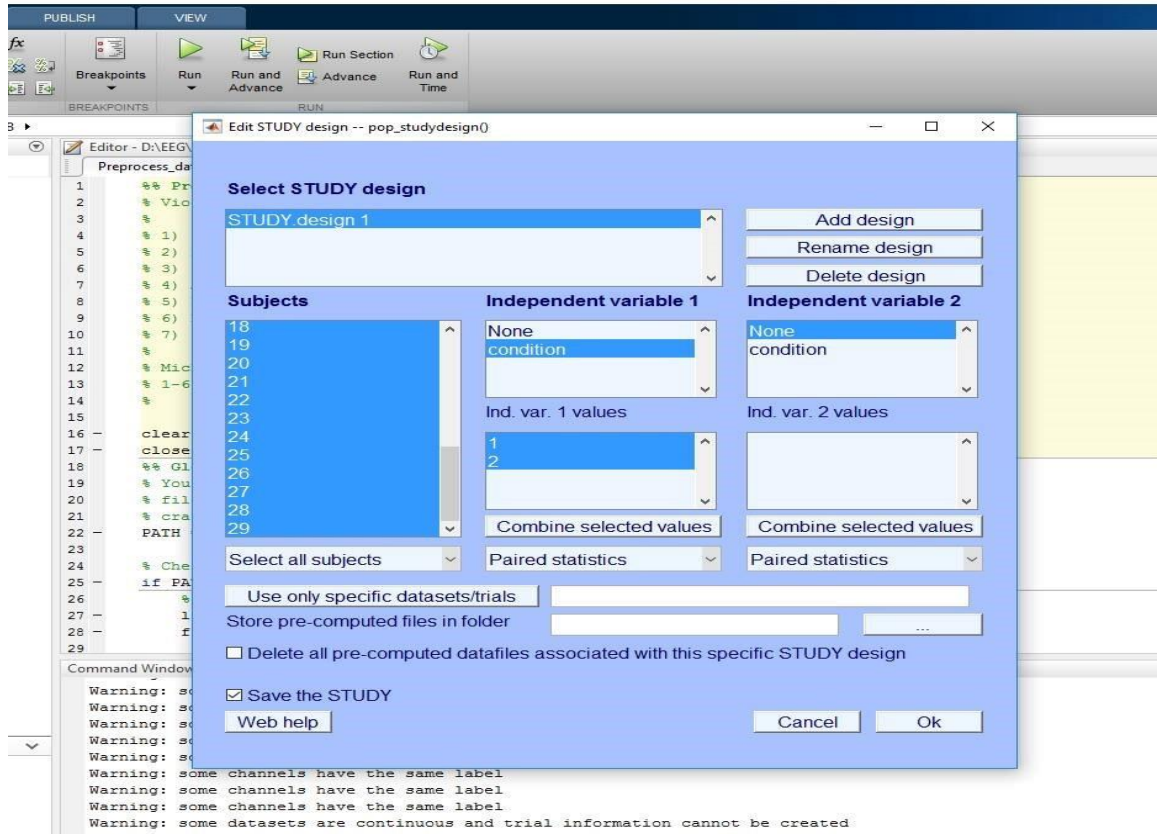 PUBLISH VIEW
fx
Breakpoints Run Run and Advance Run Section Advance Run and Time
BREAKPOINTS RUN
Edit STUDY design -- pop_studydesign()
Editor - D:\EEG\
Preprocess_da
1 %% Pr
2 % Vio
3 %
4 % 1)
5 % 2)
6 % 3)
7 % 4)
8 % 5)
9 % 6)
10 % 7)
11 %
12 % Mic
13 % 1-6
14 %
15
16 - clear
17 - close
18 %% Gl
19 % You
20 % fil
21 % cra
22 - PATH
23
24 % Che
25 - if PA
26 %
27 - l
28 - f
29
Select STUDY design
STUDY.design 1
Add design
Rename design
Delete design
Subjects
18
19
20
21
22
23
24
25
26
27
28
29
Select all subjects
Independent variable 1
None
condition
Ind. var. 1 values
1
2
Combine selected values
Paired statistics
Independent variable 2
None
condition
Ind. var. 2 values
Combine selected values
Paired statistics
Use only specific datasets/trials
Store pre-computed files in folder
...
Delete all pre-computed datafiles associated with this specific STUDY design
Save the STUDY
Web help Cancel Ok
Command Window
Warning: so
Warning: so
Warning: so
Warning: so
Warning: so
Warning: some channels have the same label
Warning: some channels have the same label
Warning: some channels have the same label
Warning: some datasets are continuous and trial information cannot be created